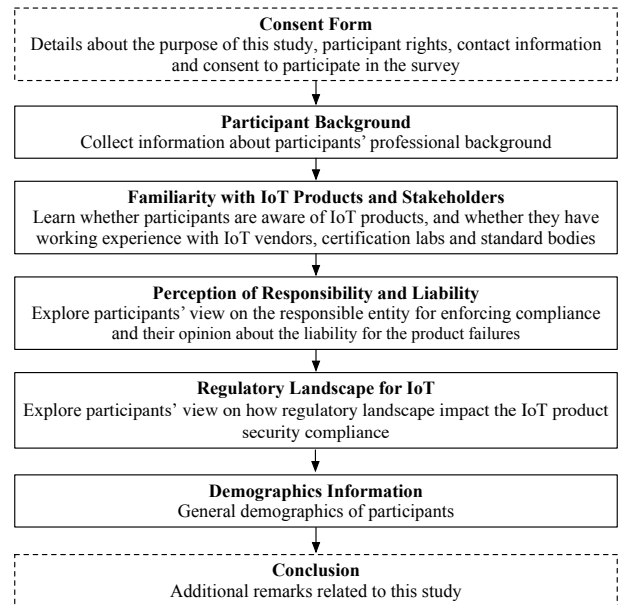 Consent Form
Details about the purpose of this study, participant rights, contact information
and consent to participate in the survey
Participant Background
Collect information about participants' professional background
Familiarity with IoT Products and Stakeholders
Learn whether participants are aware of IoT products, and whether they have
working experience with IoT vendors, certification labs and standard bodies
Perception of Responsibility and Liability
Explore participants' view on the responsible entity for enforcing compliance
and their opinion about the liability for the product failures
Regulatory Landscape for IoT
Explore participants' view on how regulatory landscape impact the IoT product
security compliance
Demographics Information
General demographics of participants
Conclusion
Additional remarks related to this study